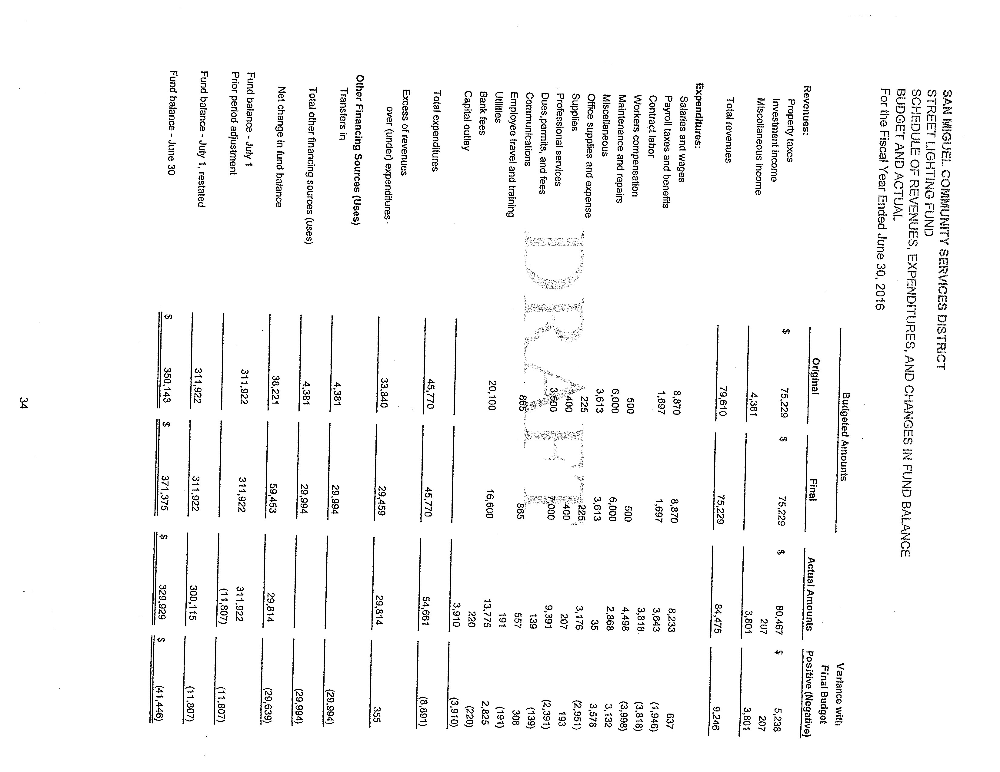 SAN MIGUEL COMMUNITY SERVICES DISTRICT
STREET LIGHTING FUND
SCHEDULE OF REVENUES, EXPENDITURES, AND CHANGES IN FUND BALANCE
BUDGET AND ACTUAL
For the Fiscal Year Ended June 30, 2016
Budgeted Amounts Variance with
Final Budget
Original Final Actual Amounts Positive (Negative)
Revenues:
Property taxes $ 75,229 $ 75,229 $ 80,467 $ 5,238
Investment income 207 207
Miscellaneous income 4,381 3,801 3,801
Total revenues 79,610 75,229 84,475 9,246
Expenditures:
Salaries and wages 8,870 8,870 8,233 637
Payroll taxes and benefits 1,697 1,697 3,643 (1,946)
Contract labor 3,818 (3,818)
Workers compensation 500 500 4,498 (3,998)
Maintenance and repairs 6,000 6,000 2,868 3,132
Miscellaneous 3,613 3,613 35 3,578
Office supplies and expense 225 225 3,176 (2,951)
Supplies 400 400 207 193
Professional services 3,500 7,000 9,391 (2,391)
Dues,permits, and fees 139 (139)
Communications 865 865 557 308
Employee travel and training 191 (191)
Utilities 20,100 16,600 13,775 2,825
Bank fees 220 (220)
Capital outlay 3,910 (3,910)
Total expenditures 45,770 45,770 54,661 (8,891)
Excess of revenues
over (under) expenditures 33,840 29,459 29,814 355
Other Financing Sources (Uses)
Transfers in 4,381 29,994 (29,994)
Total other financing sources (uses) 4,381 29,994 (29,994)
Net change in fund balance 38,221 59,453 29,814 (29,639)
Fund balance - July 1 311,922 311,922 311,922
Prior period adjustment (11,807) (11,807)
Fund balance - July 1, restated 311,922 311,922 300,115 (11,807)
Fund balance - June 30 $ 350,143 $ 371,375 $ 329,929 $ (41,446)
DRAFT
34